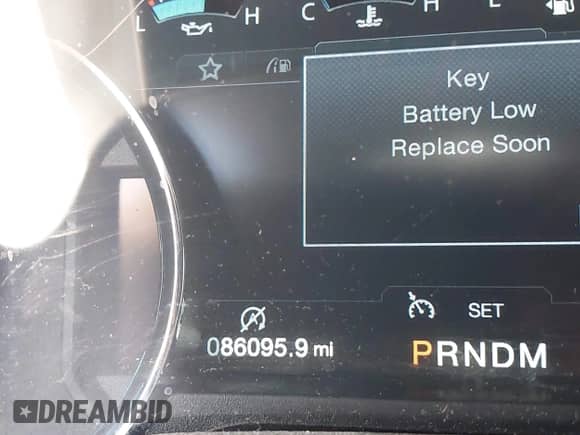 L H C H L
Key
Battery Low
Replace Soon
SET
086095.9 mi
PRNDM
DREAMBID